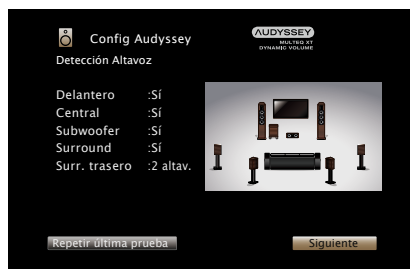 Config Audyssey
AUDYSSEY
MULTEQ XT
DYNAMIC VOLUME
Detección Altavoz
Delantero :Sí
Central :Sí
Subwoofer :Sí
Surround :Sí
Surr. trasero :2 altav.
Repetir última prueba
Siguiente